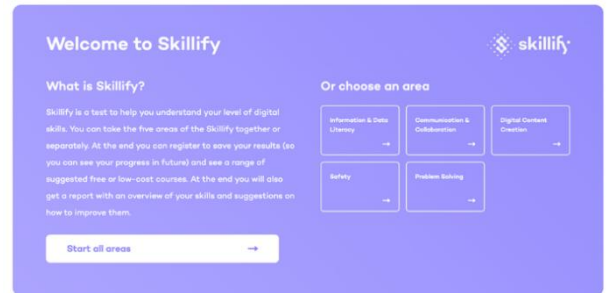 Welcome to Skillify
skillify
What is Skillify?
Skillify is a test to help you understand your level of digital
skills. You can take the five areas of the Skillify together or
separately. At the end you can register to save your results (so
you can see your progress in future) and see a range of
suggested free or low-cost courses. At the end you will also
get a report with an overview of your skills and suggestions on
how to improve them.
Start all areas →
Or choose an area
Information & Data
Literacy
→
Communication &
Collaboration
→
Digital Content
Creation
→
Safety
→
Problem Solving
→